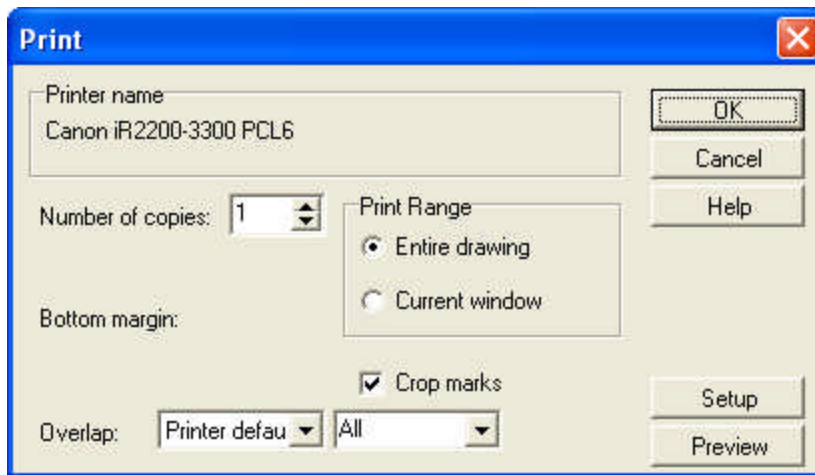 Print
Printer name
Canon iR2200-3300 PCL6
OK
Cancel
Help
Number of copies: 1
Print Range
Entire drawing
Current window
Bottom margin:
Crop marks
Overlap: Printer defau All
Setup
Preview